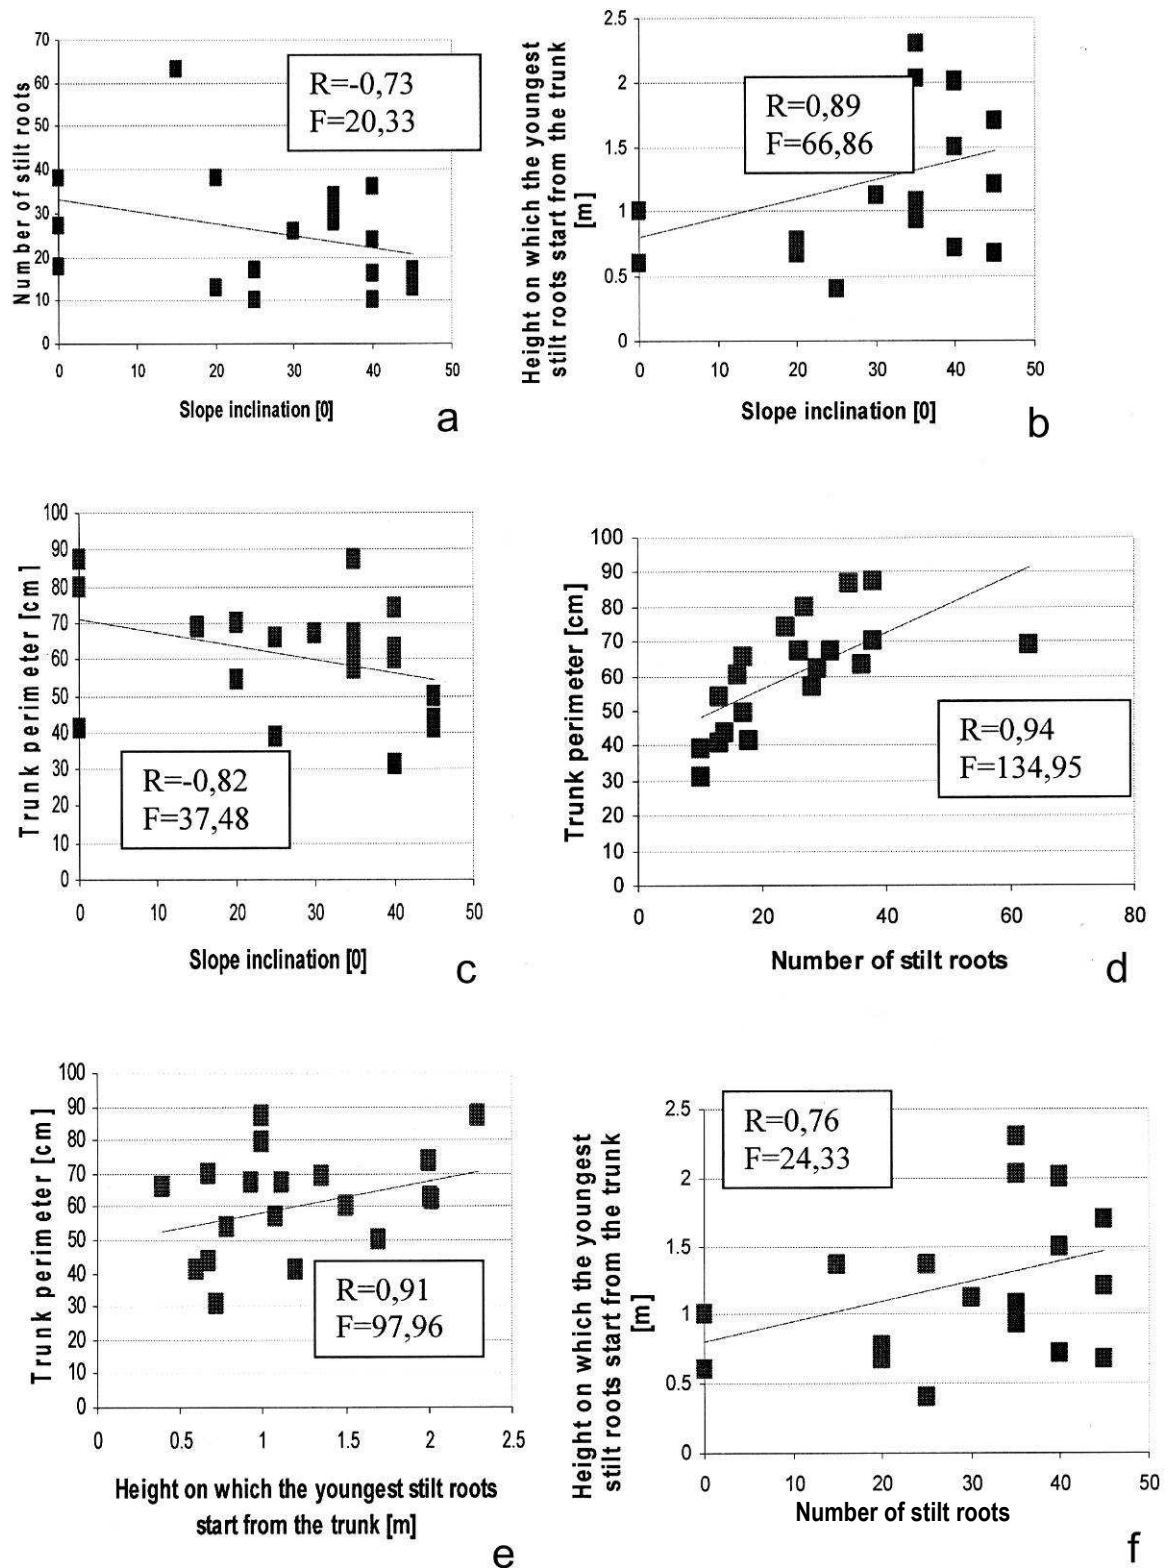 70
60
50
40
30
20
10
0
Number of stilt roots
R=-0,73
F=20,33
0 10 20 30 40 50
Slope inclination [0]
a
2.5
2
1.5
1
0.5
0
Height on which the youngest
stilt roots start from the trunk
[m]
R=0,89
F=66,86
0 10 20 30 40 50
Slope inclination [0]
b
100
90
80
70
60
50
40
30
20
10
0
Trunk perimeter [cm]
R=-0,82
F=37,48
0 10 20 30 40 50
Slope inclination [0]
c
100
90
80
70
60
50
40
30
20
10
0
Trunk perimeter [cm]
R=0,94
F=134,95
0 20 40 60 80
Number of stilt roots
d
100
90
80
70
60
50
40
30
20
10
0
Trunk perimeter [cm]
R=0,91
F=97,96
0 0.5 1 1.5 2 2.5
Height on which the youngest stilt roots
start from the trunk [m]
e
2.5
2
1.5
1
0.5
0
Height on which the youngest
stilt roots start from the trunk
[m]
R=0,76
F=24,33
0 10 20 30 40 50
Number of stilt roots
f